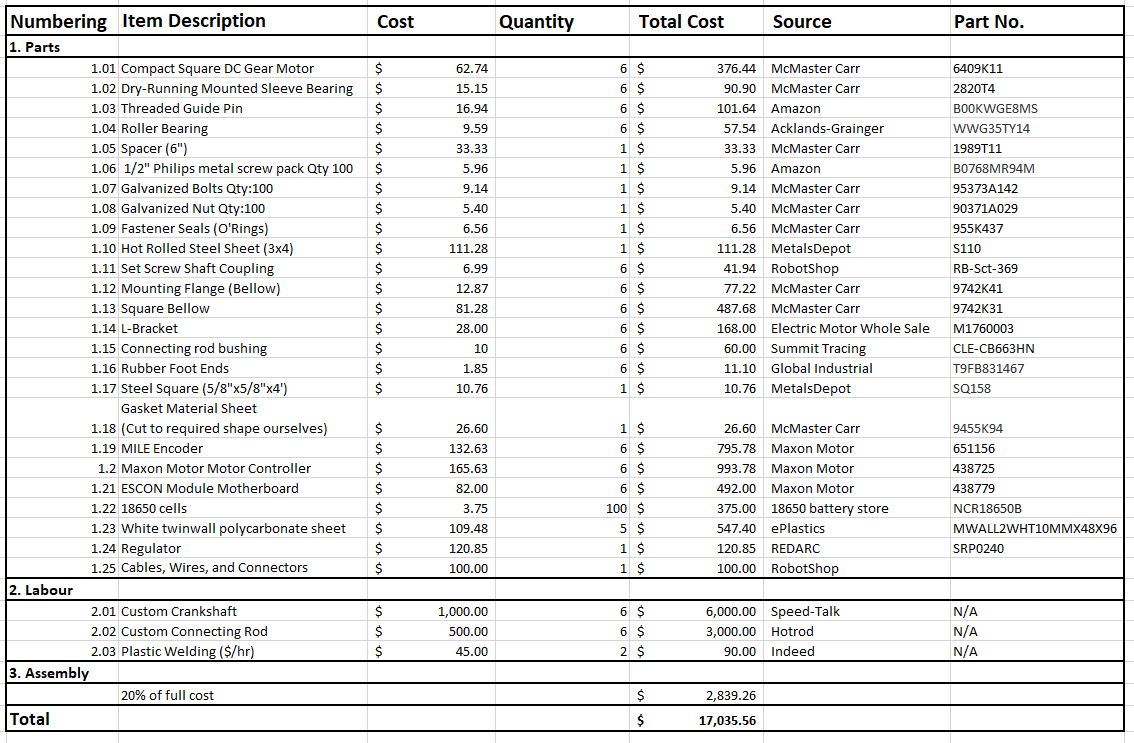 Numbering Item Description Cost Quantity Total Cost Source Part No.
1. Parts
1.01 Compact Square DC Gear Motor $ 62.74 6 $ 376.44 McMaster Carr 6409K11
1.02 Dry-Running Mounted Sleeve Bearing $ 15.15 6 $ 90.90 McMaster Carr 2820T4
1.03 Threaded Guide Pin $ 16.94 6 $ 101.64 Amazon B00KWGE8MS
1.04 Roller Bearing $ 9.59 6 $ 57.54 Acklands-Grainger WWG35TY14
1.05 Spacer (6") $ 33.33 1 $ 33.33 McMaster Carr 1989T11
1.06 1/2" Philips metal screw pack Qty 100 $ 5.96 1 $ 5.96 Amazon B0768MR94M
1.07 Galvanized Bolts Qty:100 $ 9.14 1 $ 9.14 McMaster Carr 95373A142
1.08 Galvanized Nut Qty:100 $ 5.40 1 $ 5.40 McMaster Carr 90371A029
1.09 Fastener Seals (O'Rings) $ 6.56 1 $ 6.56 McMaster Carr 955K437
1.10 Hot Rolled Steel Sheet (3x4) $ 111.28 1 $ 111.28 MetalsDepot S110
1.11 Set Screw Shaft Coupling $ 6.99 6 $ 41.94 RobotShop RB-Sct-369
1.12 Mounting Flange (Bellow) $ 12.87 6 $ 77.22 McMaster Carr 9742K41
1.13 Square Bellow $ 81.28 6 $ 487.68 McMaster Carr 9742K31
1.14 L-Bracket $ 28.00 6 $ 168.00 Electric Motor Whole Sale M1760003
1.15 Connecting rod bushing $ 10 6 $ 60.00 Summit Tracing CLE-CB663HN
1.16 Rubber Foot Ends $ 1.85 6 $ 11.10 Global Industrial T9FB831467
1.17 Steel Square (5/8"x5/8"x4') $ 10.76 1 $ 10.76 MetalsDepot SQ158
Gasket Material Sheet
1.18 (Cut to required shape ourselves) $ 26.60 1 $ 26.60 McMaster Carr 9455K94
1.19 MILE Encoder $ 132.63 6 $ 795.78 Maxon Motor 651156
1.2 Maxon Motor Motor Controller $ 165.63 6 $ 993.78 Maxon Motor 438725
1.21 ESCON Module Motherboard $ 82.00 6 $ 492.00 Maxon Motor 438779
1.22 18650 cells $ 3.75 100 $ 375.00 18650 battery store NCR18650B
1.23 White twinwall polycarbonate sheet $ 109.48 5 $ 547.40 ePlastics MWALL2WHT10MMX48X96
1.24 Regulator $ 120.85 1 $ 120.85 REDARC SRP0240
1.25 Cables, Wires, and Connectors $ 100.00 1 $ 100.00 RobotShop
2. Labour
2.01 Custom Crankshaft $ 1,000.00 6 $ 6,000.00 Speed-Talk N/A
2.02 Custom Connecting Rod $ 500.00 6 $ 3,000.00 Hotrod N/A
2.03 Plastic Welding ($/hr) $ 45.00 2 $ 90.00 Indeed N/A
3. Assembly
20% of full cost $ 2,839.26
Total $ 17,035.56